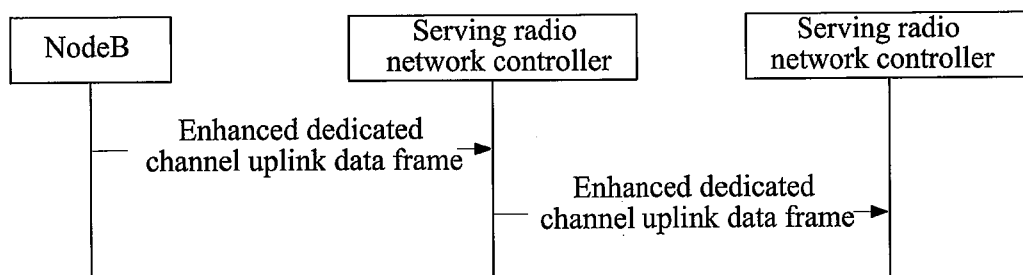 NodeB
Serving radio
network controller
Serving radio
network controller
Enhanced dedicated
channel uplink data frame
Enhanced dedicated
channel uplink data frame